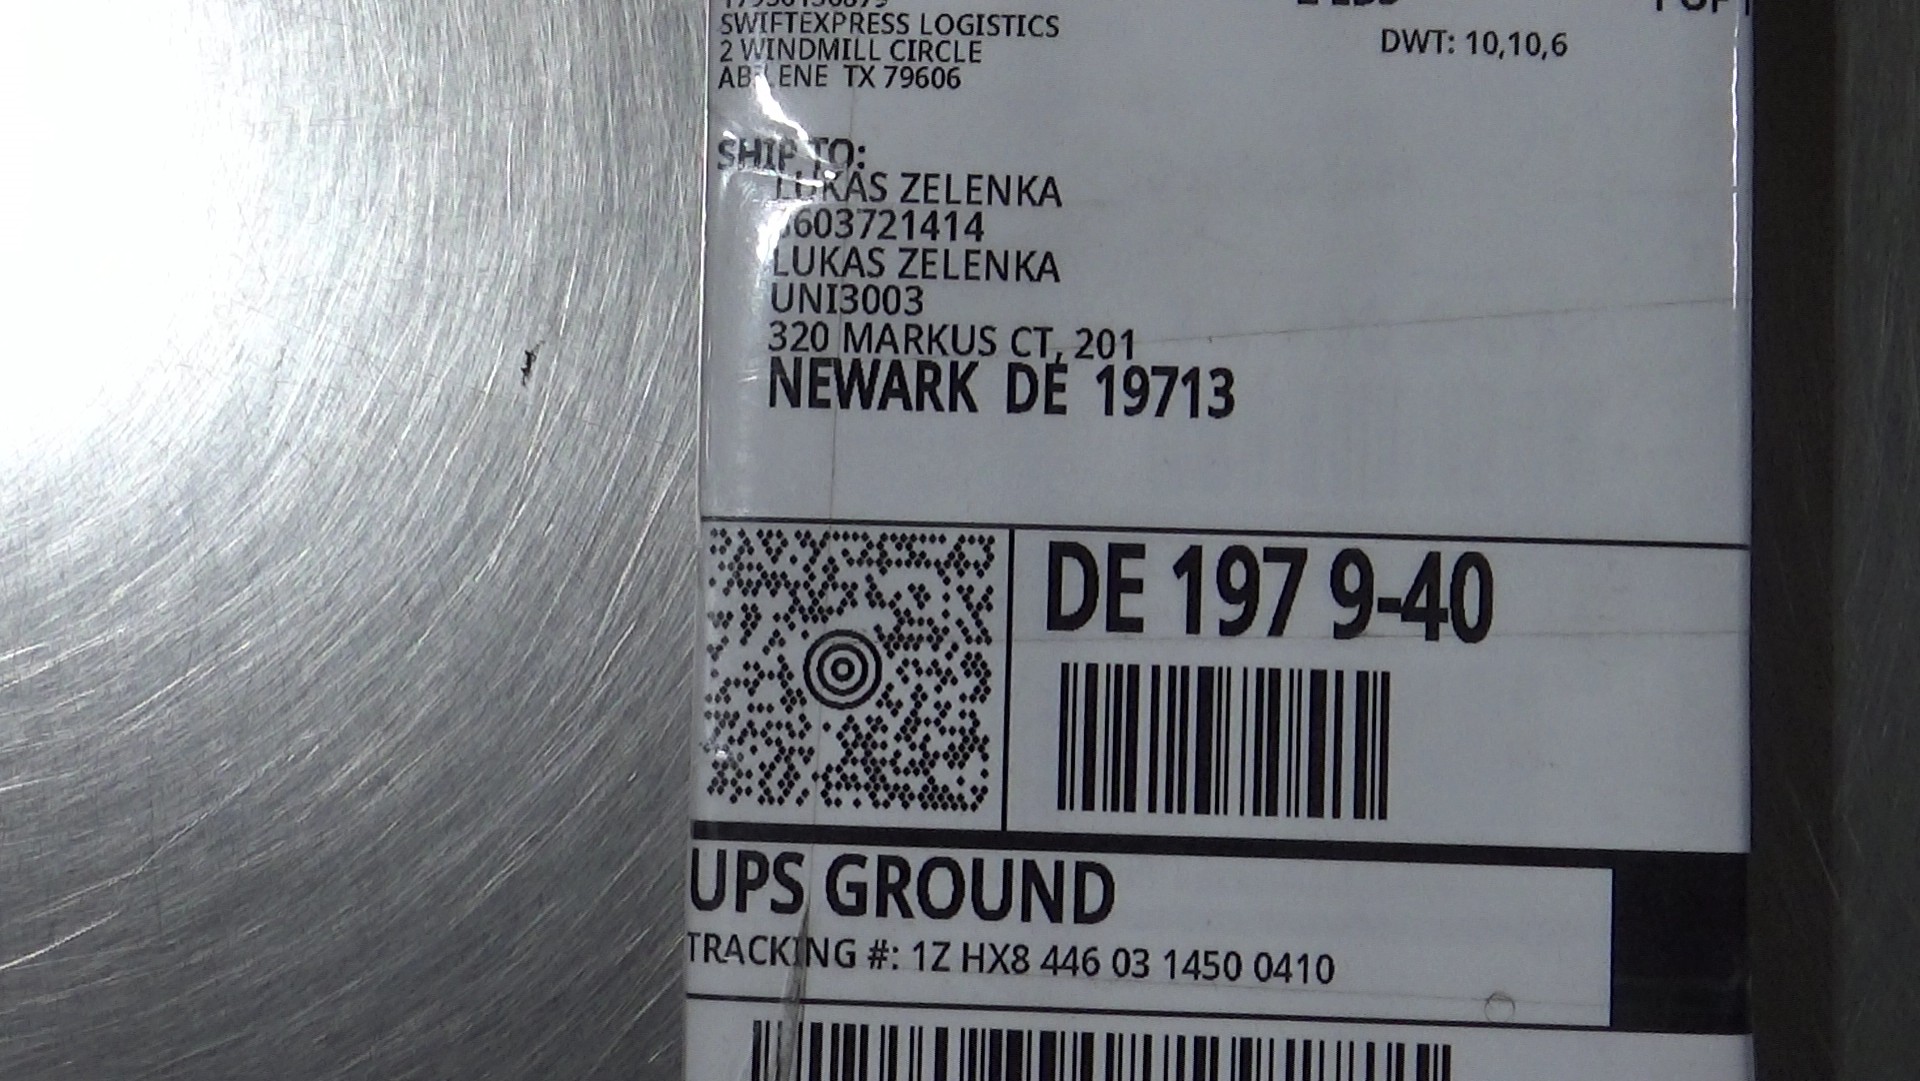 SWIFTEXPRESS LOGISTICS
DWT: 10,10,6
2 WINDMILL CIRCLE
TX 79606
SHIP TO:
LUKAS ZELENKA
LUKAS ZELENKA
UNI3003
320 MARKUS CT, 201
NEWARK DE 19713
DE 197 9-40
UPS GROUND
TRACKING #: 1Z HX8 446 03 1450 0410